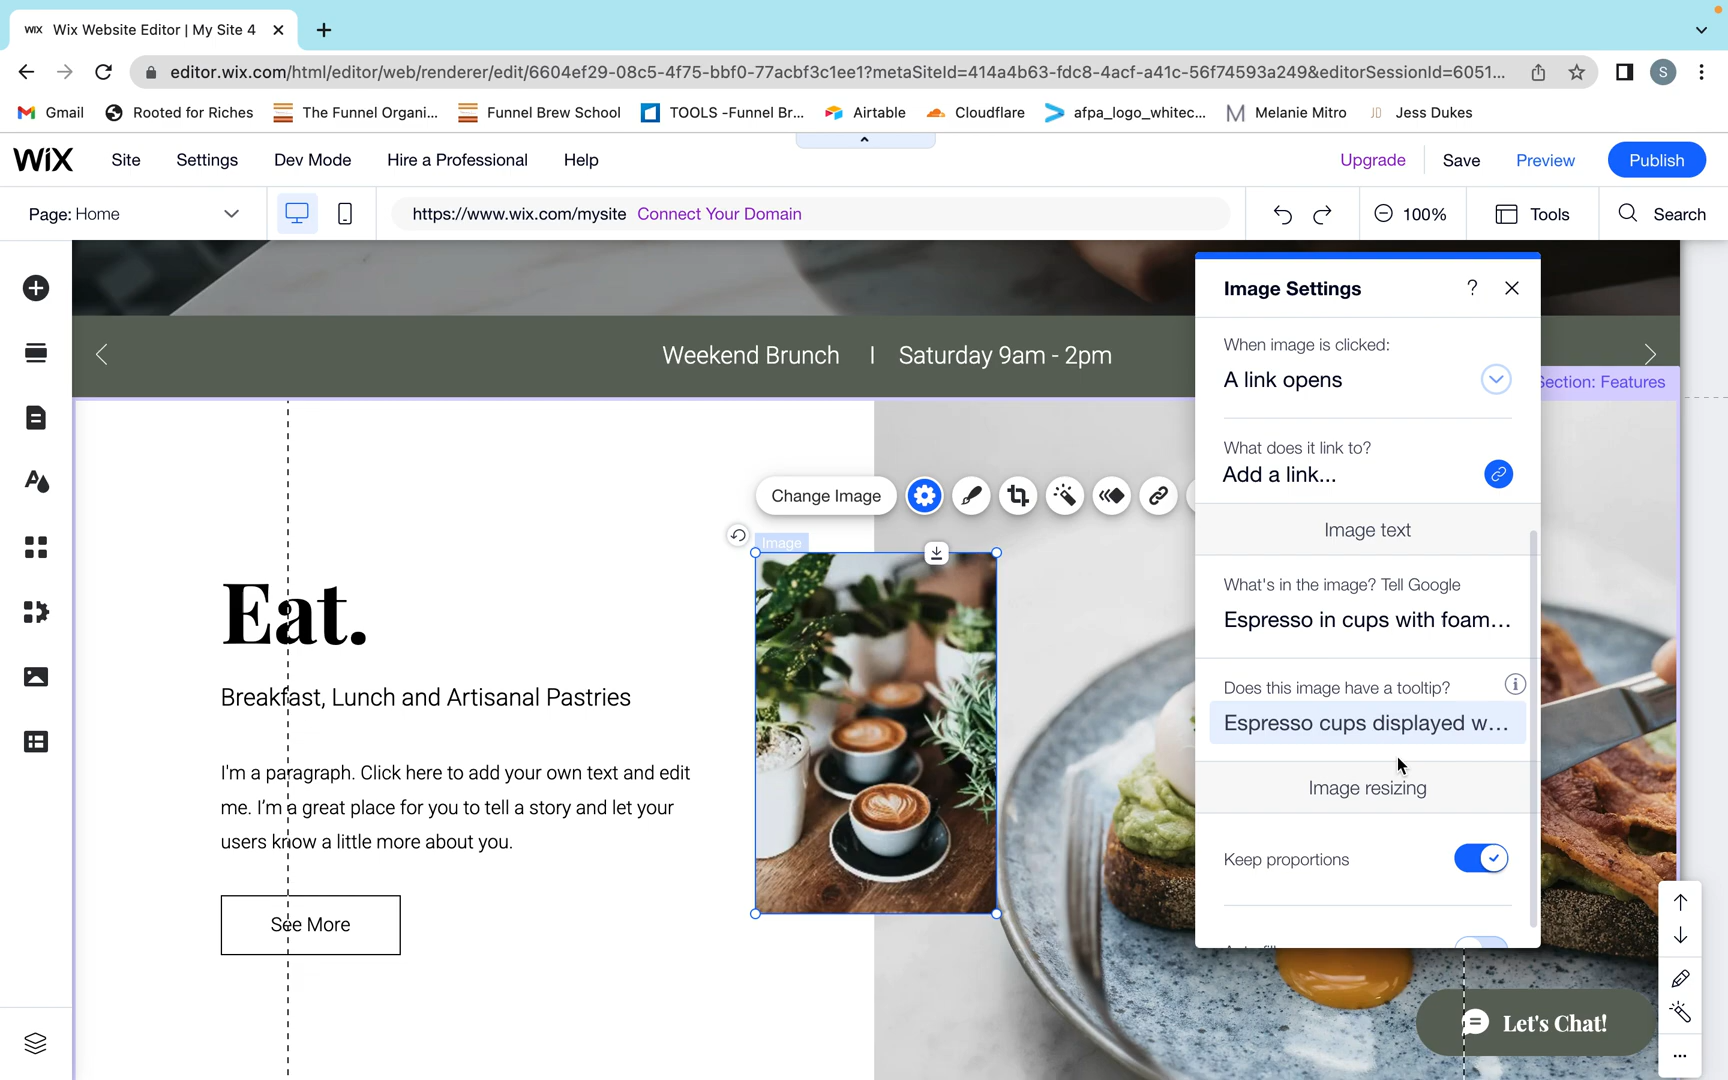 WiX Wix Website Editor | My Site 4
editor.wix.com/html/editor/web/renderer/edit/6604ef29-08c5-4f75-bbf0-77acbf3c1ee1?metaSiteId=414a4b63-fdc8-4acf-a41c-56f74593a249&editorSessionId=6051... S
Gmail Rooted for Riches The Funnel Organi... Funnel Brew School TOOLS -Funnel Br... Airtable Cloudflare afpa_logo_whitec... M Melanie Mitro JD Jess Dukes
WiX Site Settings Dev Mode Hire a Professional Help Upgrade Save Preview Publish
Page: Home https://www.wix.com/mysite Connect Your Domain 100% Tools Search
Image Settings ?
Weekend Brunch | Saturday 9am - 2pm
When image is clicked:
A link opens
Section: Features
What does it link to?
Add a link...
Change Image
Image text
Image
What's in the image? Tell Google
Espresso in cups with foam...
Eat.
Breakfast, Lunch and Artisanal Pastries
Does this image have a tooltip?
Espresso cups displayed w...
I'm a paragraph. Click here to add your own text and edit
me. I'm a great place for you to tell a story and let your
users know a little more about you.
Image resizing
Keep proportions
See More
Let's Chat!